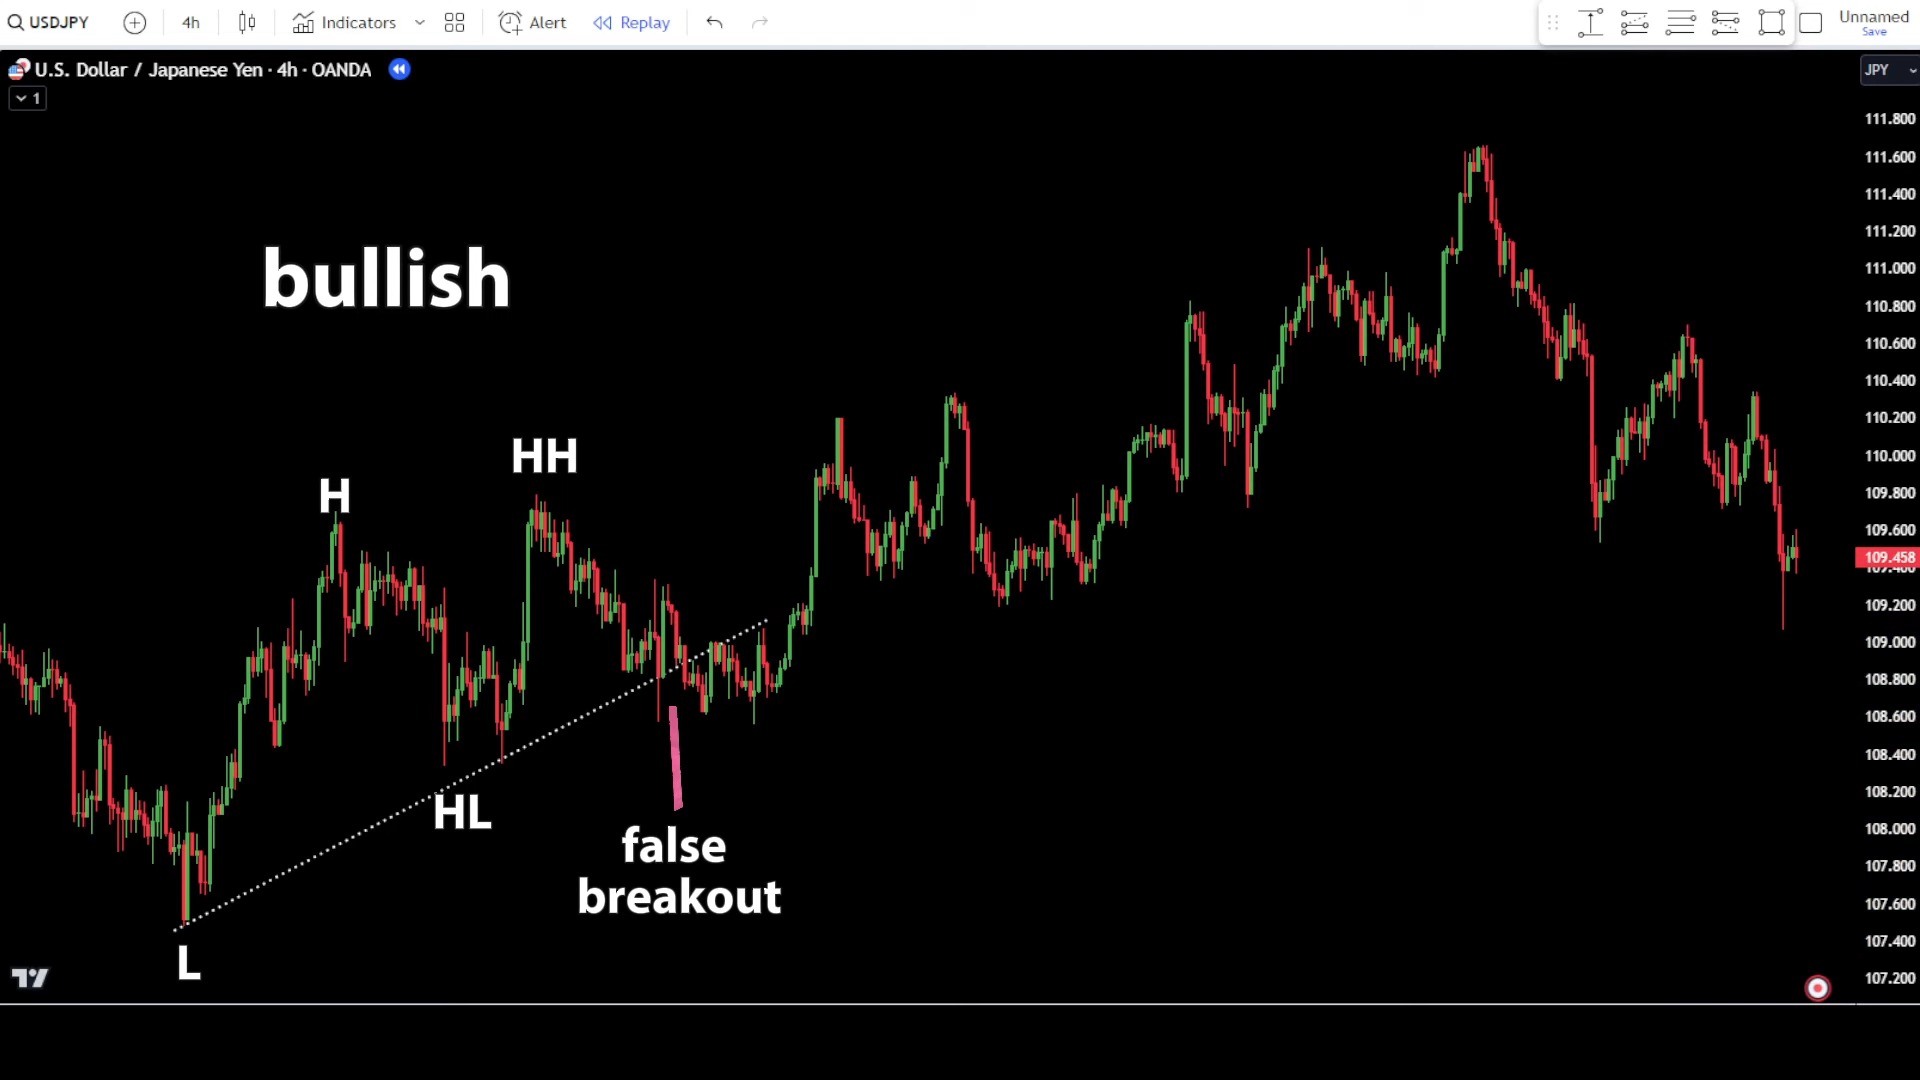 USDJPY
4h
Indicators
Alert
Replay
Unnamed
Save
U.S. Dollar / Japanese Yen · 4h · OANDA
JPY
1
111.800
111.600
111.400
111.200
111.000
110.800
110.600
110.400
110.200
110.000
109.800
109.600
109.458
109.400
109.200
109.000
108.800
108.600
108.400
108.200
108.000
107.800
107.600
107.400
107.200
bullish
HH
H
HL
false
breakout
L